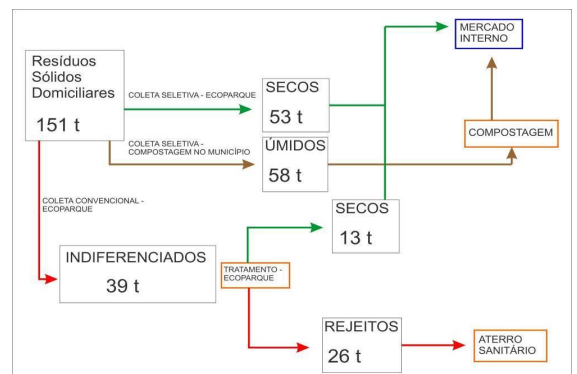 Resíduos
Sólidos
Domiciliares
151 t
COLETA SELETIVA - ECOPARQUE
SECOS
53 t
MERCADO
INTERNO
COLETA SELETIVA -
COMPOSTAGEM NO MUNICÍPIO
ÚMIDOS
58 t
COMPOSTAGEM
COLETA CONVENCIONAL -
ECOPARQUE
INDIFERENCIADOS
39 t
TRATAMENTO -
ECOPARQUE
SECOS
13 t
REJEITOS
26 t
ATERRO
SANITÁRIO